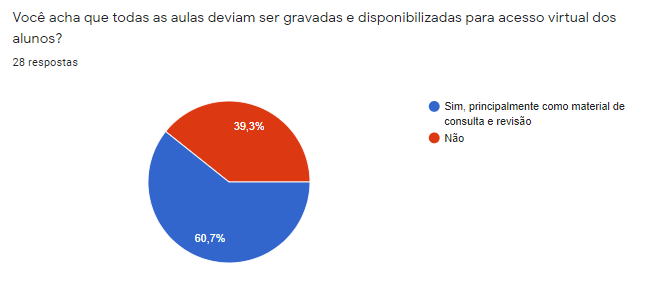 Você acha que todas as aulas deviam ser gravadas e disponibilizadas para acesso virtual dos
alunos?
28 respostas
39,3%
60,7%
Sim, principalmente como material de
consulta e revisão
Não